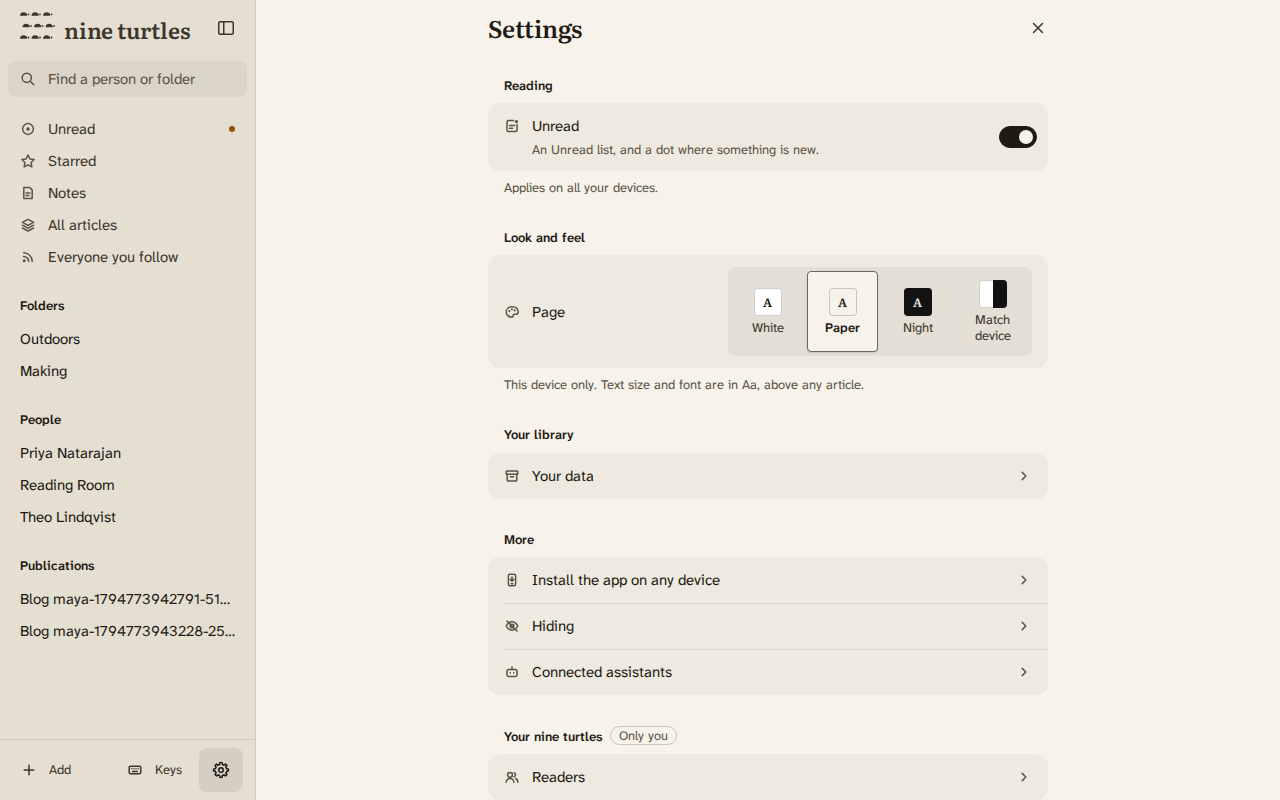 nine turtles
Find a person or folder
Unread
Starred
Notes
All articles
Everyone you follow
Folders
Outdoors
Making
People
Priya Natarajan
Reading Room
Theo Lindqvist
Publications
Blog maya-1794773942791-51…
Blog maya-1794773943228-25…
Add
Keys
Settings
Reading
Unread
An Unread list, and a dot where something is new.
Applies on all your devices.
Look and feel
Page
A
White
A
Paper
A
Night
Match
device
This device only. Text size and font are in Aa, above any article.
Your library
Your data
More
Install the app on any device
Hiding
Connected assistants
Your nine turtles Only you
Readers